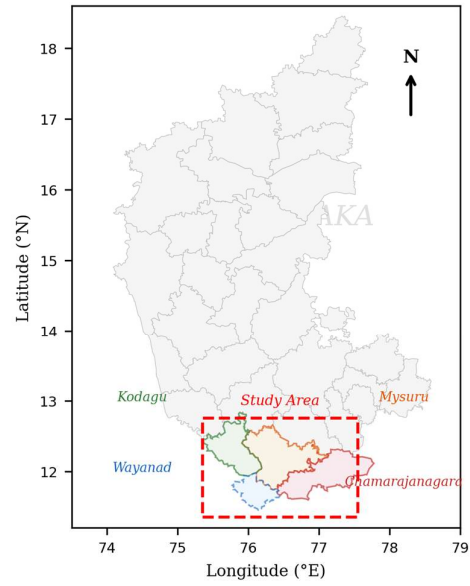 18
17
16
15
14
13
12
Latitude (°N)
N
AKA
Kodagu
Study Area
Mysuru
Wayanad
Chamarajanagara
74
75
76
77
78
79
Longitude (°E)